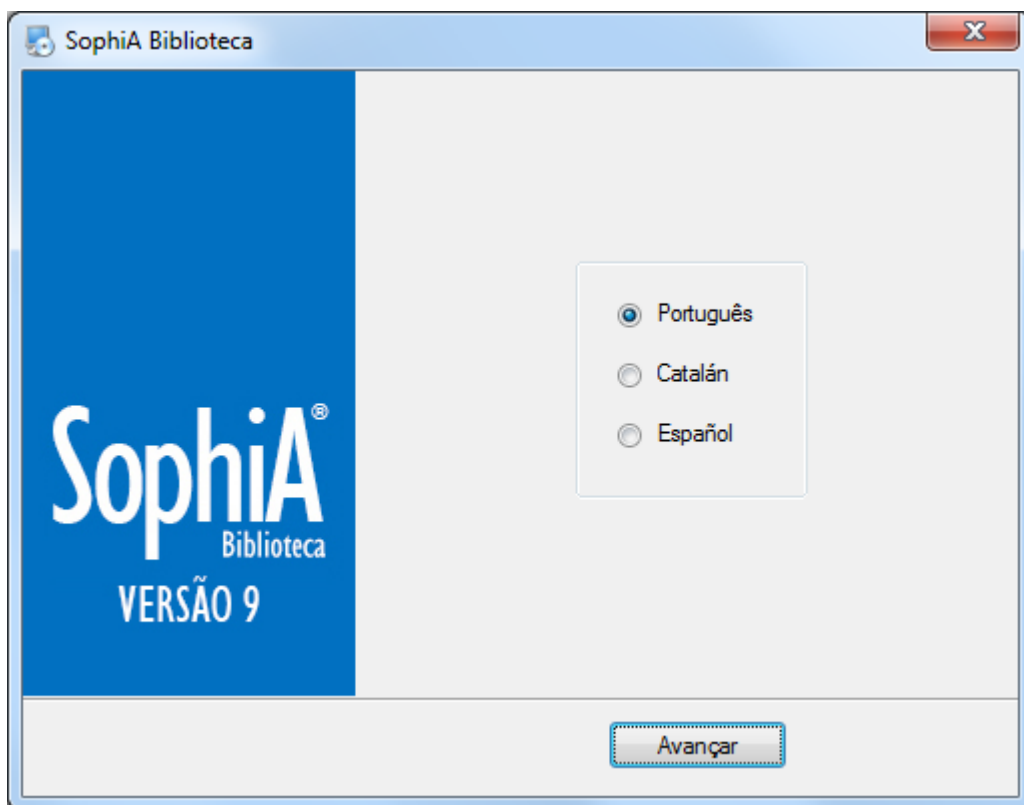 SophiA Biblioteca
Português
Catalán
Español
SophiA®
Biblioteca
VERSÃO 9
Avançar